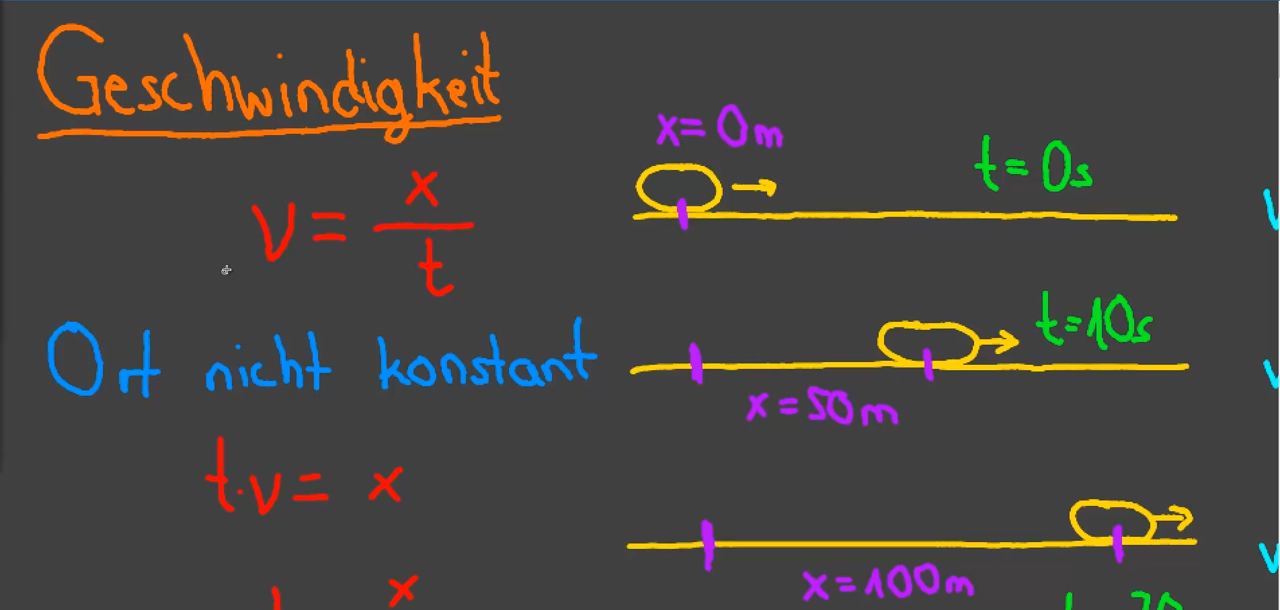 Geschwindigkeit
x=0m
t=0s
v = x/t
Ort nicht konstant
t=10s
x=50m
t·v= x
x=100m
x